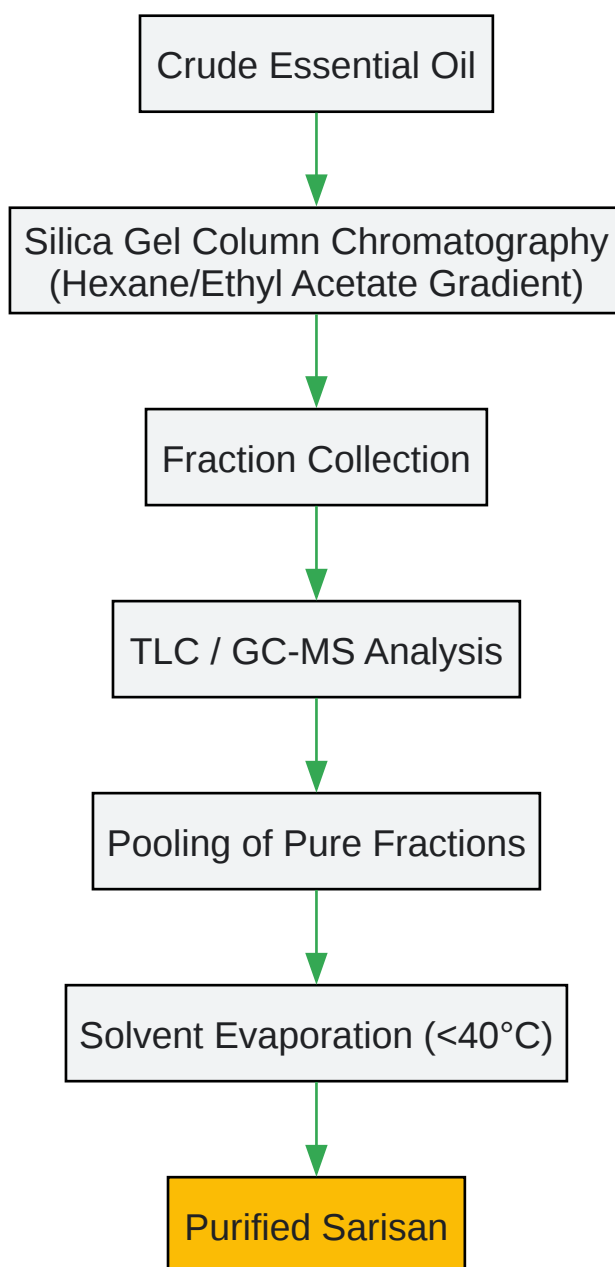 Crude Essential Oil
Silica Gel Column Chromatography
(Hexane/Ethyl Acetate Gradient)
Fraction Collection
TLC / GC-MS Analysis
Pooling of Pure Fractions
Solvent Evaporation (<40°C)
Purified Sarisan